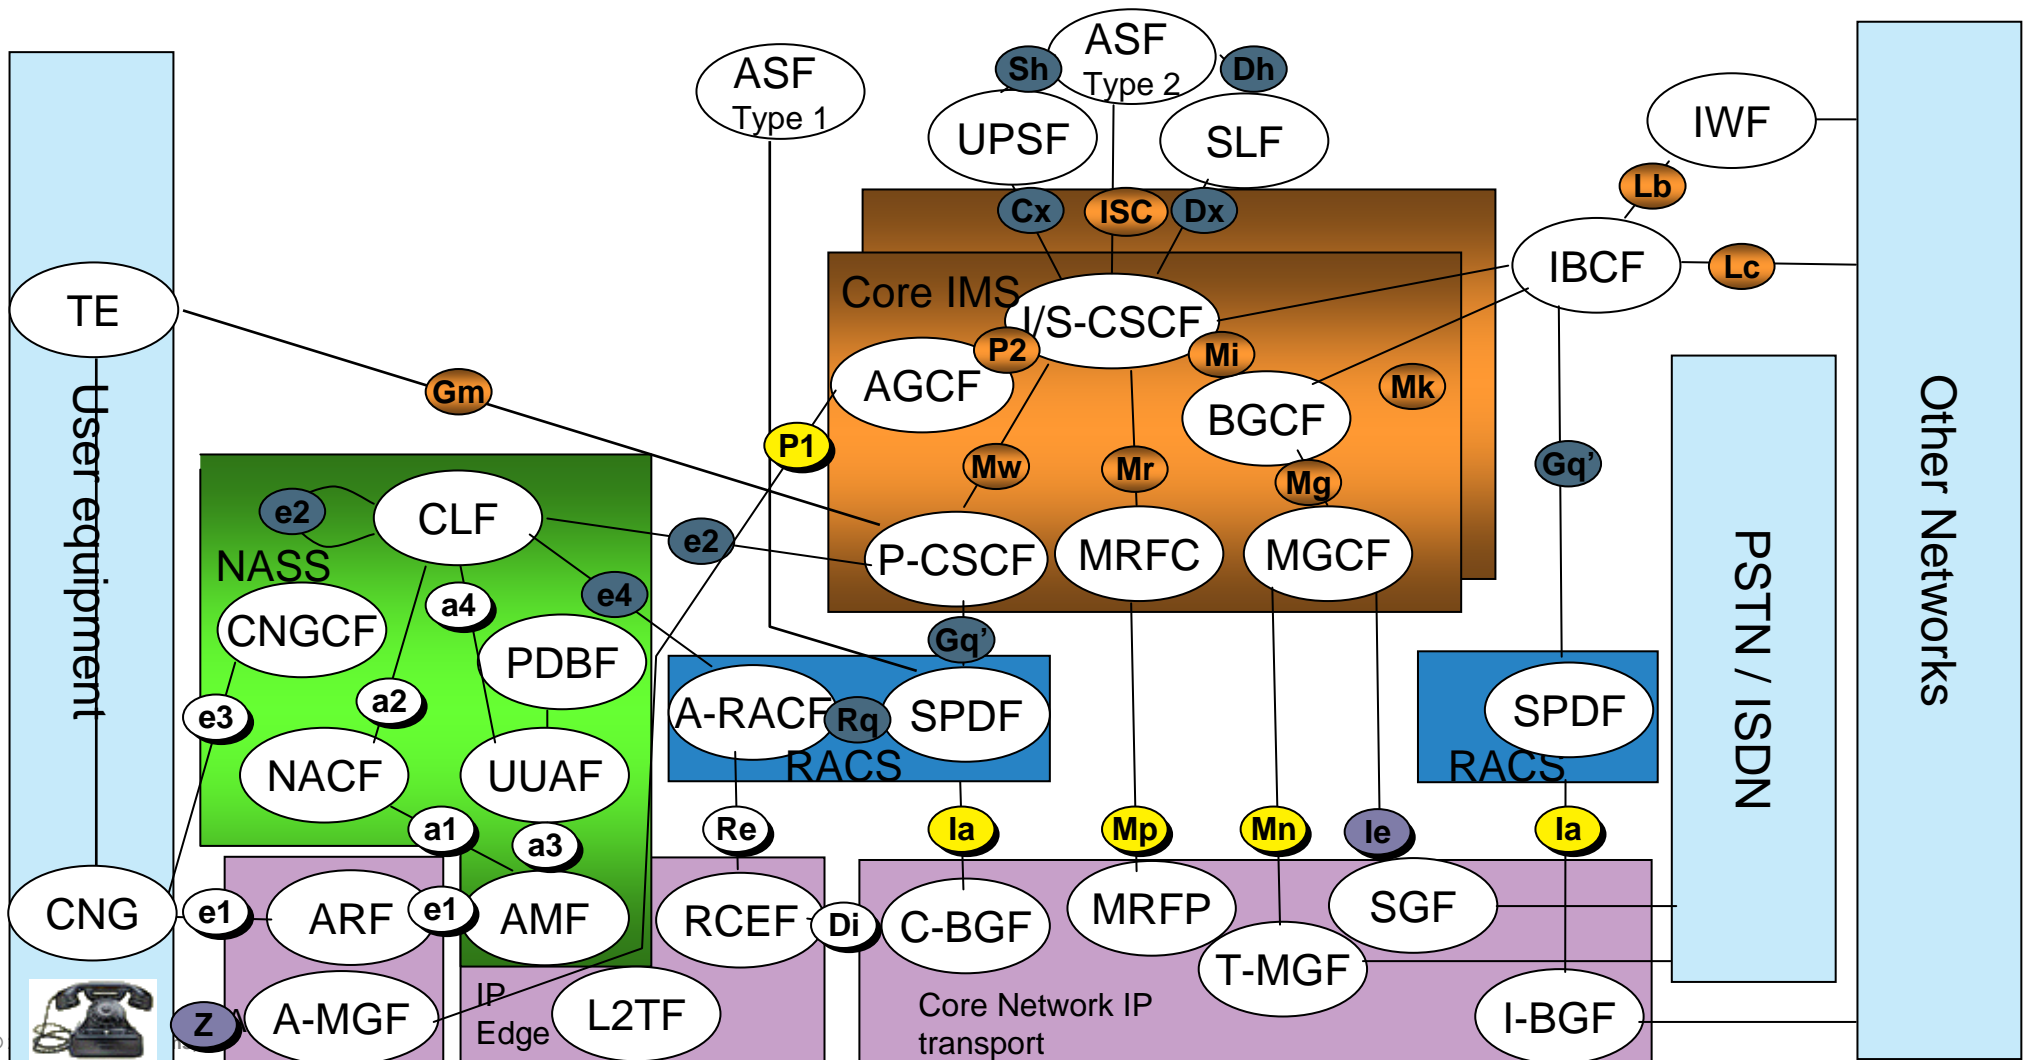 ASF
Type 1
ASF
Type 2
Sh
Dh
UPSF
SLF
IWF
Lb
Cx
ISC
Dx
IBCF
Lc
TE
Core IMS
I/S-CSCF
P2
Mi
AGCF
BGCF
Mk
Gm
P1
Mw
Mr
Mg
Gq’
User equipment
Other Networks
PSTN / ISDN
e2
CLF
NASS
e2
P-CSCF
MRFC
MGCF
e4
a4
CNGCF
PDBF
Gq’
e3
a2
A-RACF
Rq
SPDF
RACS
SPDF
RACS
NACF
UUAF
a1
a3
Re
Ia
Mp
Mn
Ie
Ia
CNG
e1
ARF
e1
AMF
RCEF
Di
C-BGF
MRFP
SGF
T-MGF
Z
A-MGF
IP
Edge
L2TF
Core Network IP
transport
I-BGF